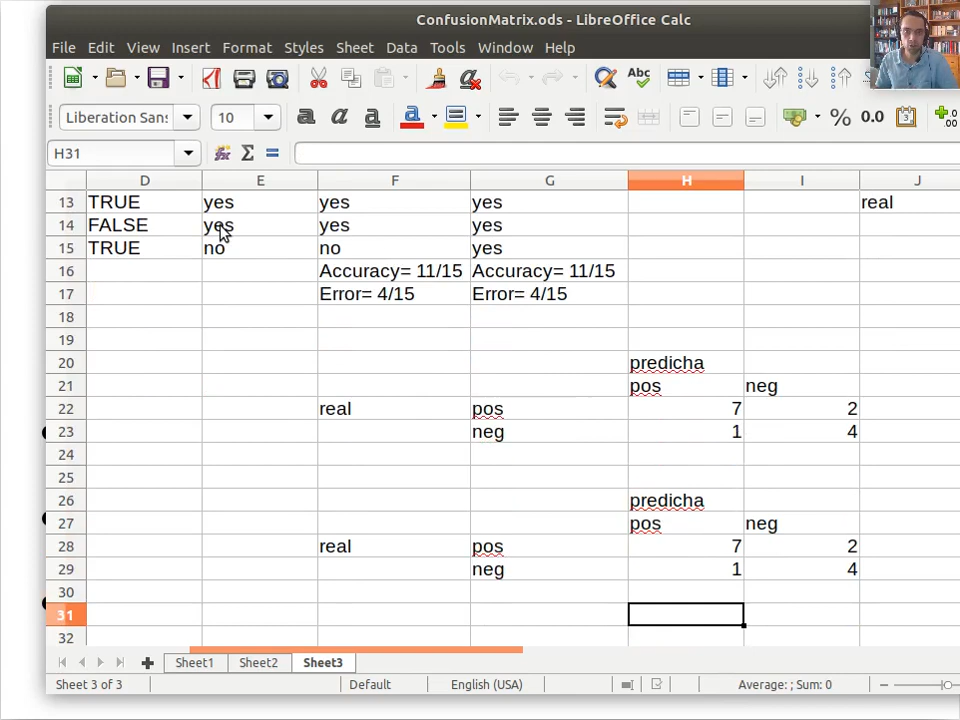 ConfusionMatrix.ods - LibreOffice Calc
File Edit View Insert Format Styles Sheet Data Tools Window Help
Liberation Sans 10 a a a a % 0.0
H31 Σ =
D E F G H I J
13 TRUE yes yes yes real
14 FALSE yes yes yes
15 TRUE no no yes
16 Accuracy= 11/15 Accuracy= 11/15
17 Error= 4/15 Error= 4/15
18
19
20 predicha
21 pos neg
22 real pos 7 2
23 neg 1 4
24
25
26 predicha
27 pos neg
28 real pos 7 2
29 neg 1 4
30
31
32
Sheet1 Sheet2 Sheet3
Sheet 3 of 3 Default English (USA) Average: ; Sum: 0